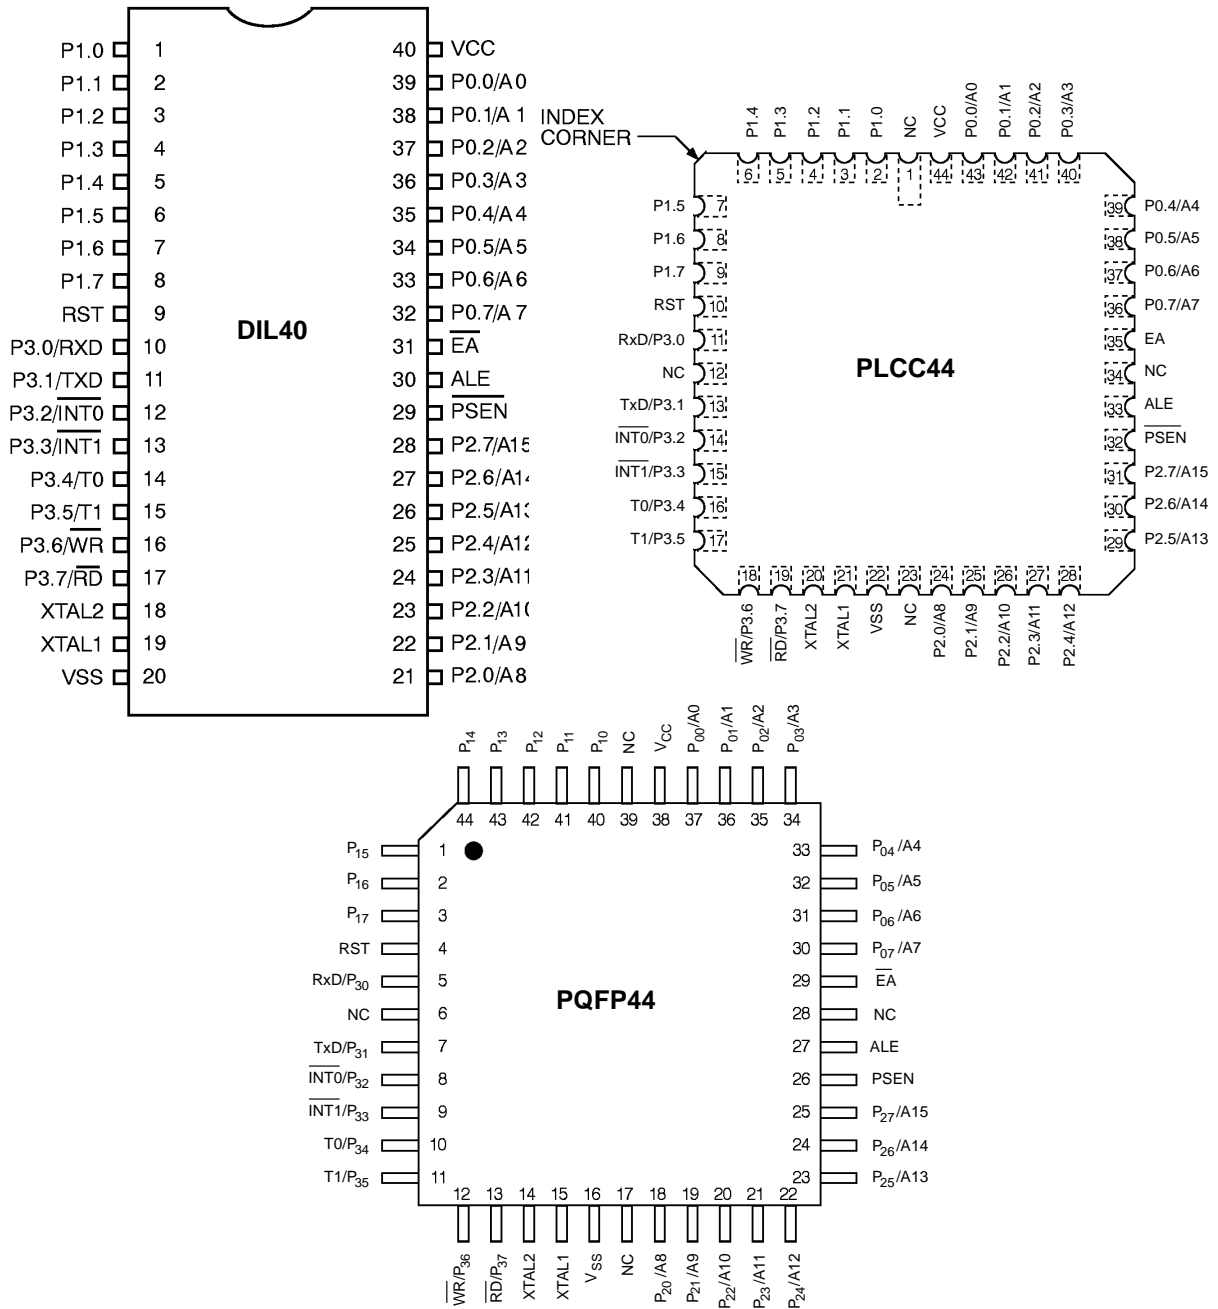 DIL40
P1.0 1
P1.1 2
P1.2 3
P1.3 4
P1.4 5
P1.5 6
P1.6 7
P1.7 8
RST 9
P3.0/RXD 10
P3.1/TXD 11
P3.2/INT0 12
P3.3/INT1 13
P3.4/T0 14
P3.5/T1 15
P3.6/WR 16
P3.7/RD 17
XTAL2 18
XTAL1 19
VSS 20
40 VCC
39 P0.0/A0
38 P0.1/A 1
37 P0.2/A2
36 P0.3/A3
35 P0.4/A4
34 P0.5/A5
33 P0.6/A6
32 P0.7/A7
31 EA
30 ALE
29 PSEN
28 P2.7/A15
27 P2.6/A14
26 P2.5/A13
25 P2.4/A12
24 P2.3/A11
23 P2.2/A10
22 P2.1/A9
21 P2.0/A8
INDEX
CORNER
P1.4 6
P1.3 5
P1.2 4
P1.1 3
P1.0 2
NC 1
VCC 44
P0.0/A0 43
P0.1/A1 42
P0.2/A2 41
P0.3/A3 40
P1.5 7
P1.6 8
P1.7 9
RST 10
RxD/P3.0 11
NC 12
TxD/P3.1 13
INT0/P3.2 14
INT1/P3.3 15
T0/P3.4 16
T1/P3.5 17
PLCC44
39 P0.4/A4
38 P0.5/A5
37 P0.6/A6
36 P0.7/A7
35 EA
34 NC
33 ALE
32 PSEN
31 P2.7/A15
30 P2.6/A14
29 P2.5/A13
18 WR/P3.6
19 RD/P3.7
20 XTAL2
21 XTAL1
22 VSS
23 NC
24 P2.0/A8
25 P2.1/A9
26 P2.2/A10
27 P2.3/A11
28 P2.4/A12
P14 44
P13 43
P12 42
P11 41
P10 40
NC 39
VCC 38
P00/A0 37
P01/A1 36
P02/A2 35
P03/A3 34
P15 1
P16 2
P17 3
RST 4
RxD/P30 5
NC 6
TxD/P31 7
INT0/P32 8
INT1/P33 9
T0/P34 10
T1/P35 11
PQFP44
33 P04/A4
32 P05/A5
31 P06/A6
30 P07/A7
29 EA
28 NC
27 ALE
26 PSEN
25 P27/A15
24 P26/A14
23 P25/A13
12 WR/P36
13 RD/P37
14 XTAL2
15 XTAL1
16 VSS
17 NC
18 P20/A8
19 P21/A9
20 P22/A10
21 P23/A11
22 P24/A12